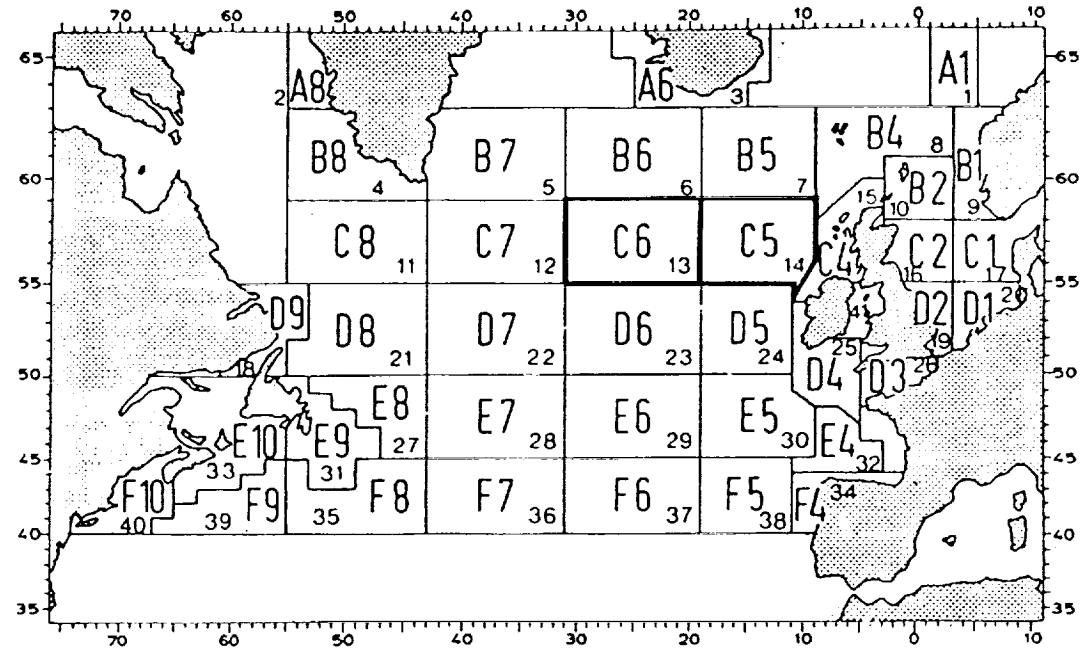 70 60 50 40 30 20 10 0 10
65 A8 2 A6 3 A1 1 65
B8 4 B7 5 B6 6 B5 7 B4 8 B1 9
60 B2 10 15 60
C8 11 C7 12 C6 13 C5 14 C4 C2 16 C1 17
55 20 55
D9 18 D8 21 D7 22 D6 23 D5 24 41 D2 19 D1
25 D4 D3 26
50 50
E10 33 E9 31 E8 27 E7 28 E6 29 E5 30 E4 32
45 45
F10 40 F9 39 F8 35 F7 36 F6 37 F5 38 F4 34
40 40
35 35
70 60 50 40 30 20 10 0 10